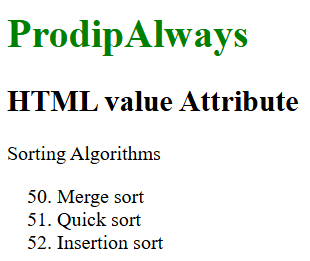 ProdipAlways
HTML value Attribute
Sorting Algorithms
50. Merge sort
51. Quick sort
52. Insertion sort